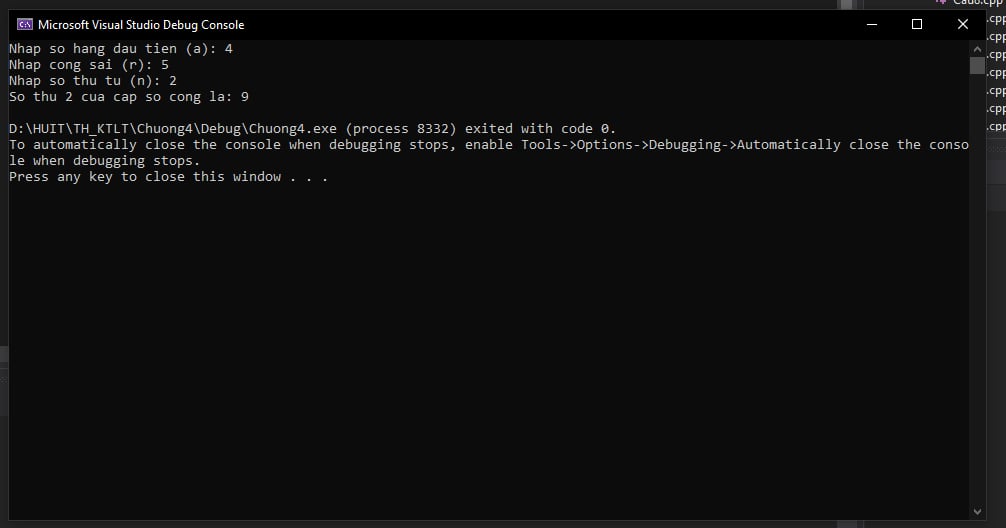 Cau6.cpp
Microsoft Visual Studio Debug Console
.cpp
Nhap so hang dau tien (a): 4
Nhap cong sai (r): 5
.cpp
Nhap so thu tu (n): 2
.cpp
So thu 2 cua cap so cong la: 9
.cpp
D:\HUIT\TH_KTLT\Chuong4\Debug\Chuong4.exe (process 8332) exited with code 0.
.cpp
To automatically close the console when debugging stops, enable Tools->Options->Debugging->Automatically close the conso
le when debugging stops.
Press any key to close this window . . .